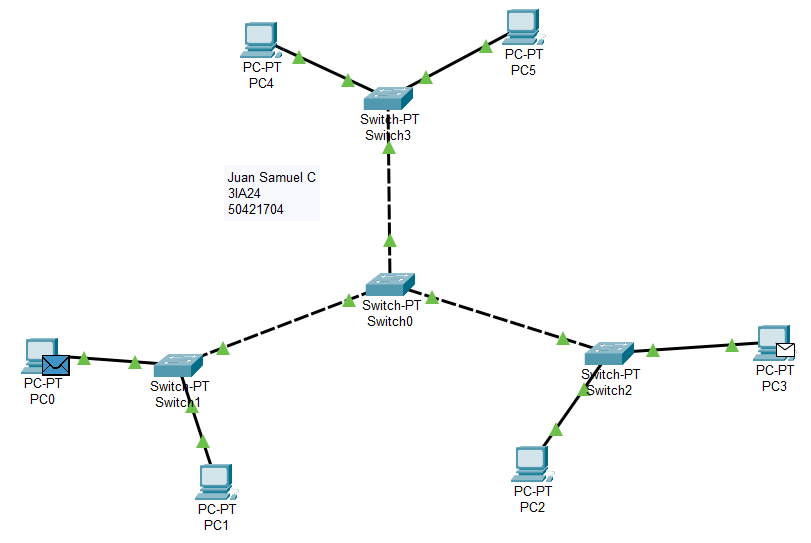 PC-PT
PC4
PC-PT
PC5
Switch-PT
Switch3
Juan Samuel C
3IA24
50421704
Switch-PT
Switch0
PC-PT
PC0
Switch-PT
Switch1
Switch-PT
Switch2
PC-PT
PC3
PC-PT
PC1
PC-PT
PC2